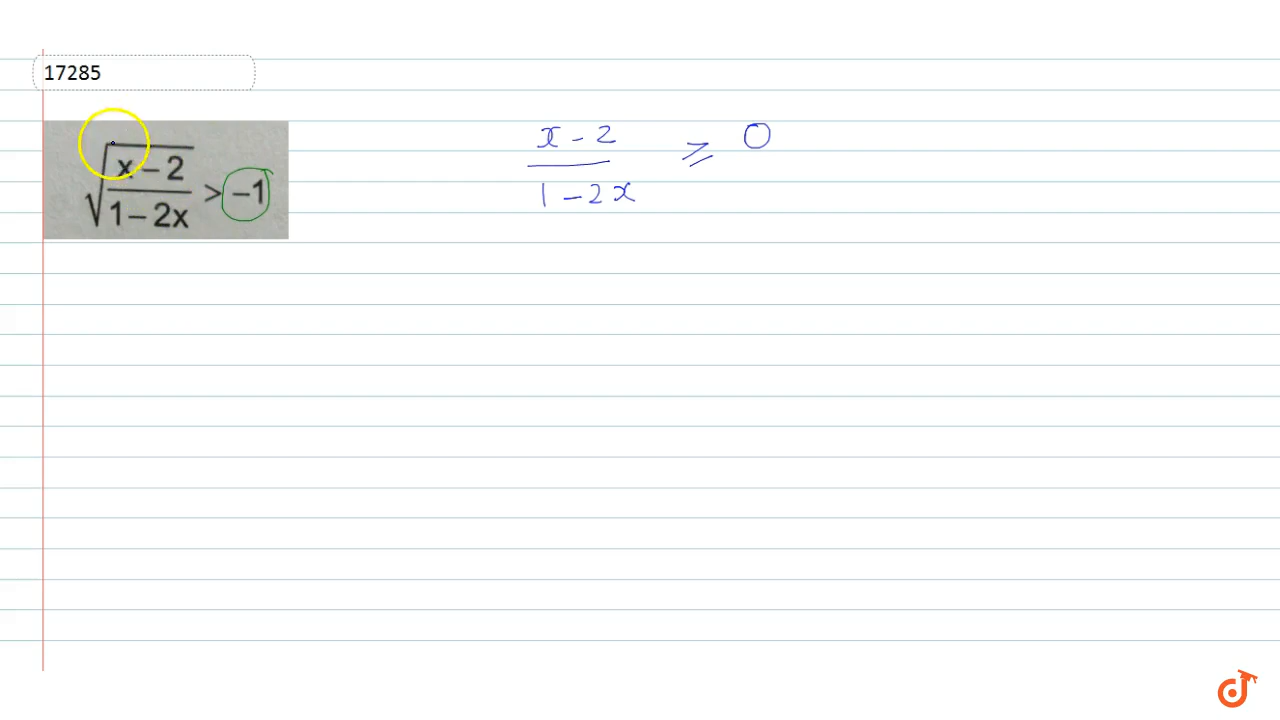 17285
√((x – 2)/(1 – 2x)) > –1
(x - 2)/(1 - 2x) ≥ 0